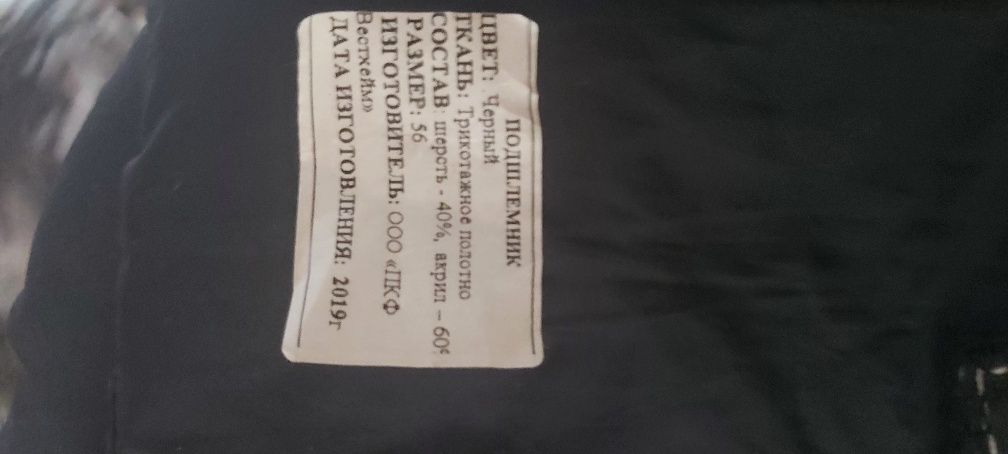 ПОДШЛЕМНИК
ЦВЕТ: Черный
ТКАНЬ: Трикотажное полотно
СОСТАВ: шерсть - 40%, акрил – 60
РАЗМЕР: 56
ИЗГОТОВИТЕЛЬ: ООО «ПКФ
Весткейм»
ДАТА ИЗГОТОВЛЕНИЯ: 2019г